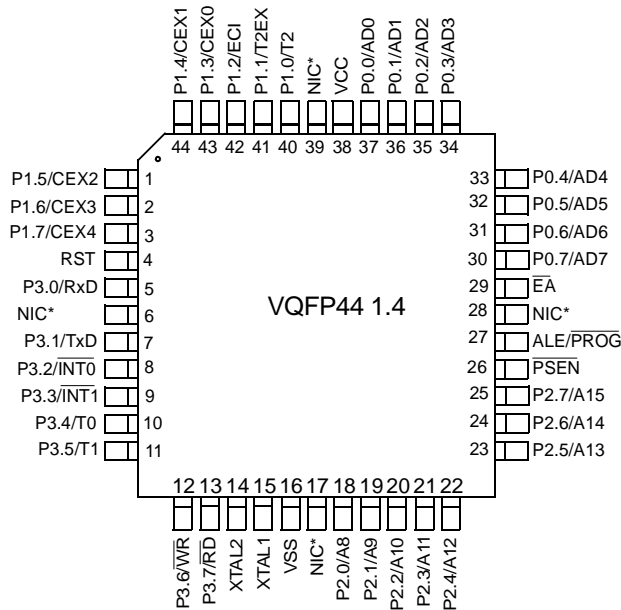 P1.4/CEX1
P1.3/CEX0
P1.2/ECI
P1.1/T2EX
P1.0/T2
NIC*
VCC
P0.0/AD0
P0.1/AD1
P0.2/AD2
P0.3/AD3
44 43 42 41 40 39 38 37 36 35 34
P1.5/CEX2 1 33 P0.4/AD4
P1.6/CEX3 2 32 P0.5/AD5
P1.7/CEX4 3 31 P0.6/AD6
RST 4 30 P0.7/AD7
P3.0/RxD 5 29 E̅A̅
NIC* 6 28 NIC*
VQFP44 1.4
P3.1/TxD 7 27 ALE/P̅R̅O̅G̅
P3.2/I̅N̅T̅0̅ 8 26 P̅S̅E̅N̅
P3.3/I̅N̅T̅1̅ 9 25 P2.7/A15
P3.4/T0 10 24 P2.6/A14
P3.5/T1 11 23 P2.5/A13
12 13 14 15 16 17 18 19 20 21 22
P3.6/W̅R̅
P3.7/R̅D̅
XTAL2
XTAL1
VSS
NIC*
P2.0/A8
P2.1/A9
P2.2/A10
P2.3/A11
P2.4/A12